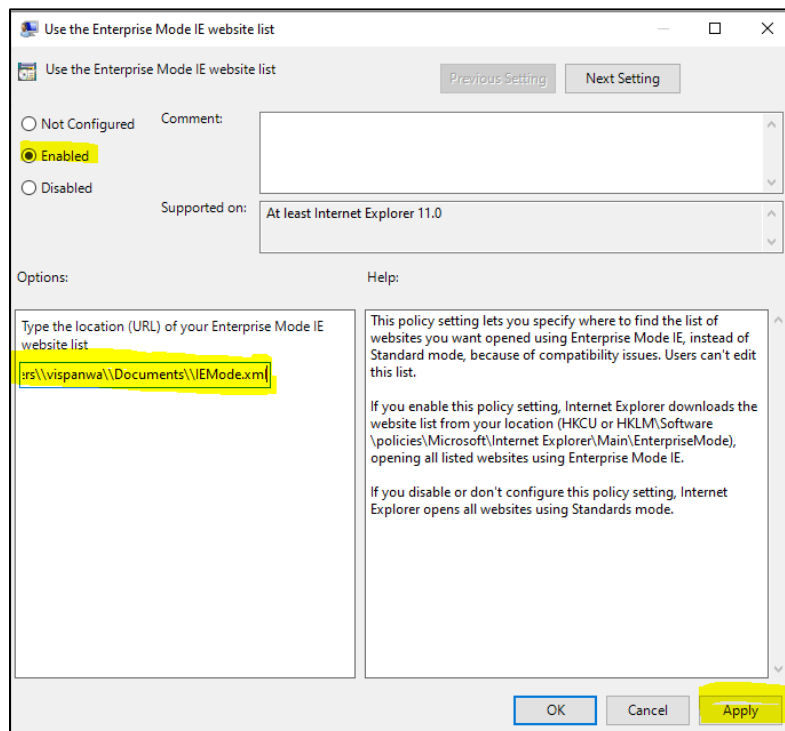 Use the Enterprise Mode IE website list
Use the Enterprise Mode IE website list
Previous Setting
Next Setting
Not Configured
Comment:
Enabled
Disabled
Supported on:
At least Internet Explorer 11.0
Options:
Help:
Type the location (URL) of your Enterprise Mode IE
website list
ers\\vispanwa\\Documents\\IEMode.xml
This policy setting lets you specify where to find the list of
websites you want opened using Enterprise Mode IE, instead of
Standard mode, because of compatibility issues. Users can't edit
this list.
If you enable this policy setting, Internet Explorer downloads the
website list from your location (HKCU or HKLM\Software
\policies\Microsoft\Internet Explorer\Main\EnterpriseMode),
opening all listed websites using Enterprise Mode IE.
If you disable or don't configure this policy setting, Internet
Explorer opens all websites using Standards mode.
OK
Cancel
Apply